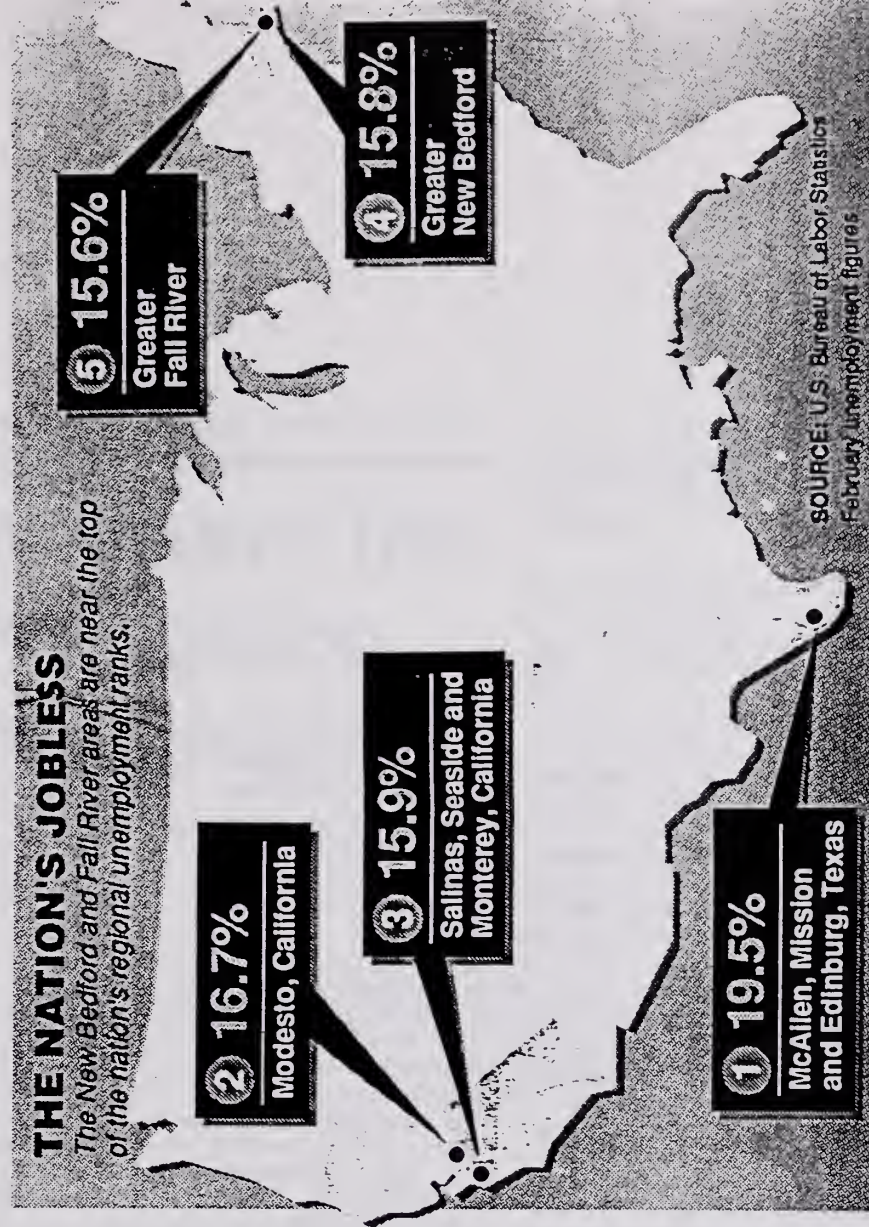 THE NATION'S JOBLESS
The New Bedford and Fall River areas are near the top
of the nation's regional unemployment ranks.
5 15.6%
Greater
Fall River
4 15.8%
Greater
New Bedford
2 16.7%
Modesto, California
3 15.9%
Salinas, Seaside and
Monterey, California
1 19.5%
McAllen, Mission
and Edinburg, Texas
SOURCE: U.S. Bureau of Labor Statistics
February unemployment figures